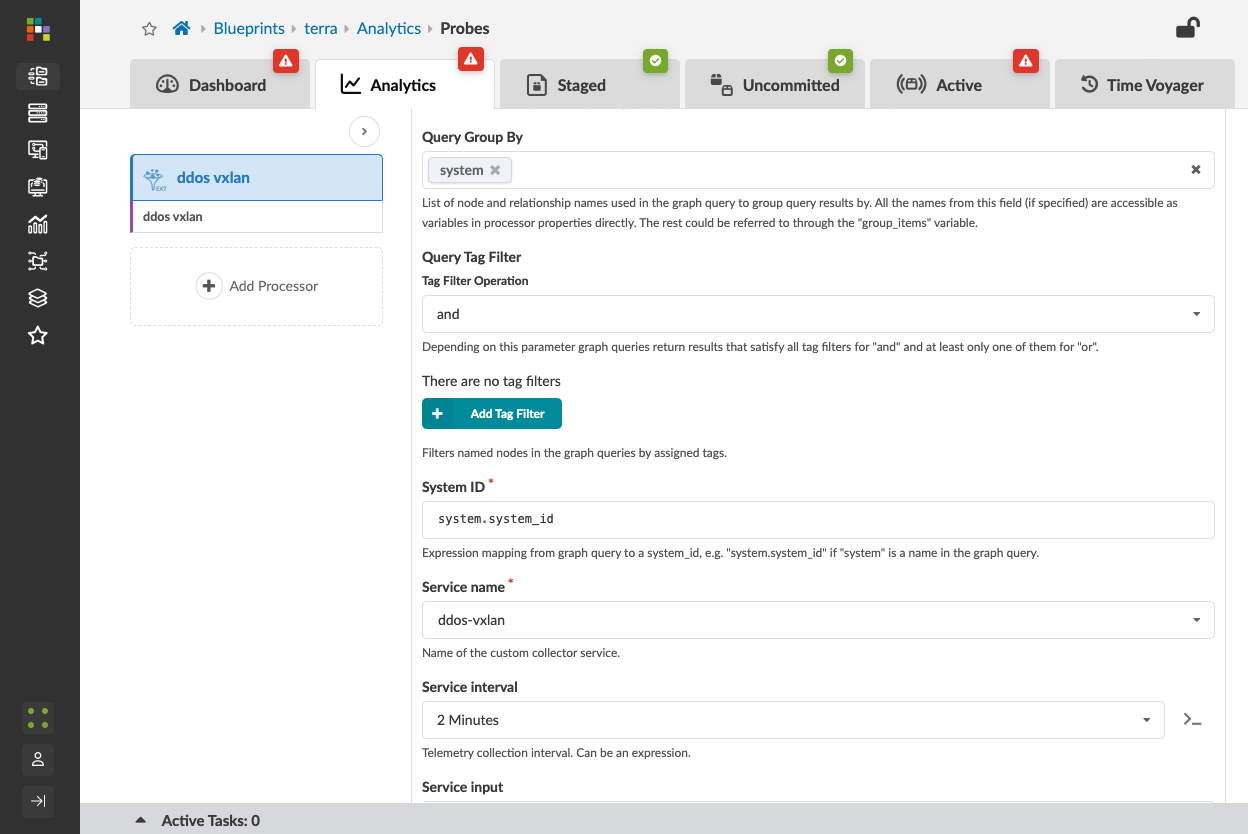 Blueprints terra Analytics Probes
Dashboard
Analytics
Staged
Uncommitted
Active
Time Voyager
EXT
ddos vxlan
ddos vxlan
Add Processor
Query Group By
system
List of node and relationship names used in the graph query to group query results by. All the names from this field (if specified) are accessible as
variables in processor properties directly. The rest could be referred to through the "group_items" variable.
Query Tag Filter
Tag Filter Operation
and
Depending on this parameter graph queries return results that satisfy all tag filters for "and" and at least only one of them for "or".
There are no tag filters
Add Tag Filter
Filters named nodes in the graph queries by assigned tags.
System ID *
system.system_id
Expression mapping from graph query to a system_id, e.g. "system.system_id" if "system" is a name in the graph query.
Service name *
ddos-vxlan
Name of the custom collector service.
Service interval
2 Minutes
Telemetry collection interval. Can be an expression.
Service input
Active Tasks: 0